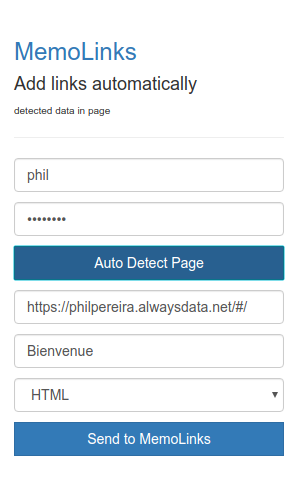 MemoLinks
Add links automatically
detected data in page
phil
••••••••
Auto Detect Page
https://philpereira.alwaysdata.net/#/
Bienvenue
HTML
Send to MemoLinks